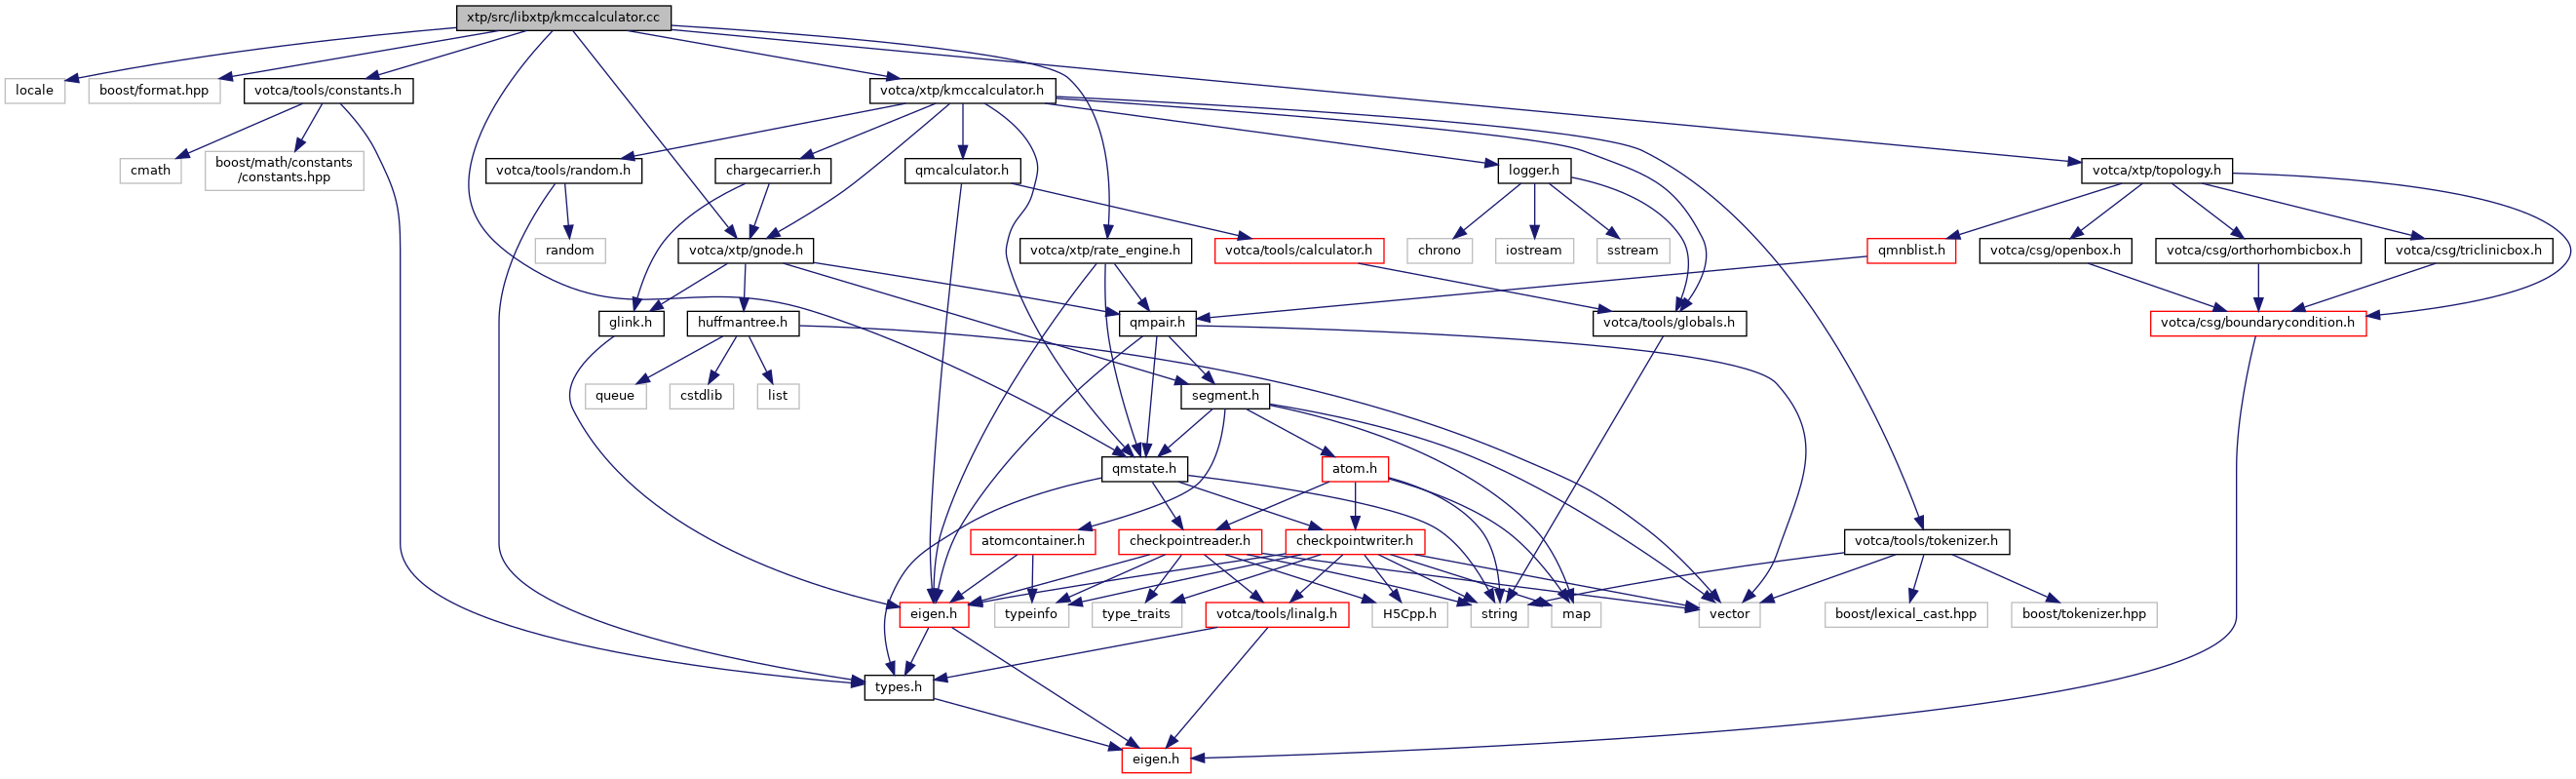 xtp/src/libxtp/kmccalculator.cc
locale
boost/format.hpp
votca/tools/constants.h
votca/xtp/kmccalculator.h
cmath
boost/math/constants
/constants.hpp
votca/tools/random.h
chargecarrier.h
qmcalculator.h
logger.h
votca/xtp/topology.h
random
votca/xtp/gnode.h
votca/xtp/rate_engine.h
votca/tools/calculator.h
chrono
iostream
sstream
qmnblist.h
votca/csg/openbox.h
votca/csg/orthorhombicbox.h
votca/csg/triclinicbox.h
glink.h
huffmantree.h
qmpair.h
votca/tools/globals.h
votca/csg/boundarycondition.h
queue
cstdlib
list
segment.h
qmstate.h
atom.h
atomcontainer.h
checkpointreader.h
checkpointwriter.h
votca/tools/tokenizer.h
eigen.h
typeinfo
type_traits
votca/tools/linalg.h
H5Cpp.h
string
map
vector
boost/lexical_cast.hpp
boost/tokenizer.hpp
types.h
eigen.h